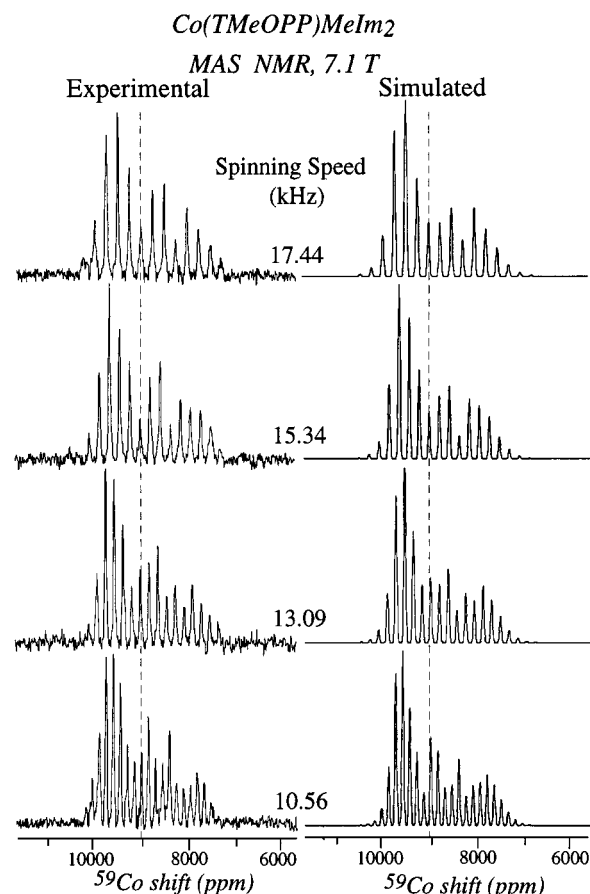 Co(TMeOPP)MeIm2
MAS NMR, 7.1 T
Experimental Simulated
Spinning Speed
(kHz)
17.44
15.34
13.09
10.56
10000 8000 6000 10000 8000 6000
59Co shift (ppm) 59Co shift (ppm)